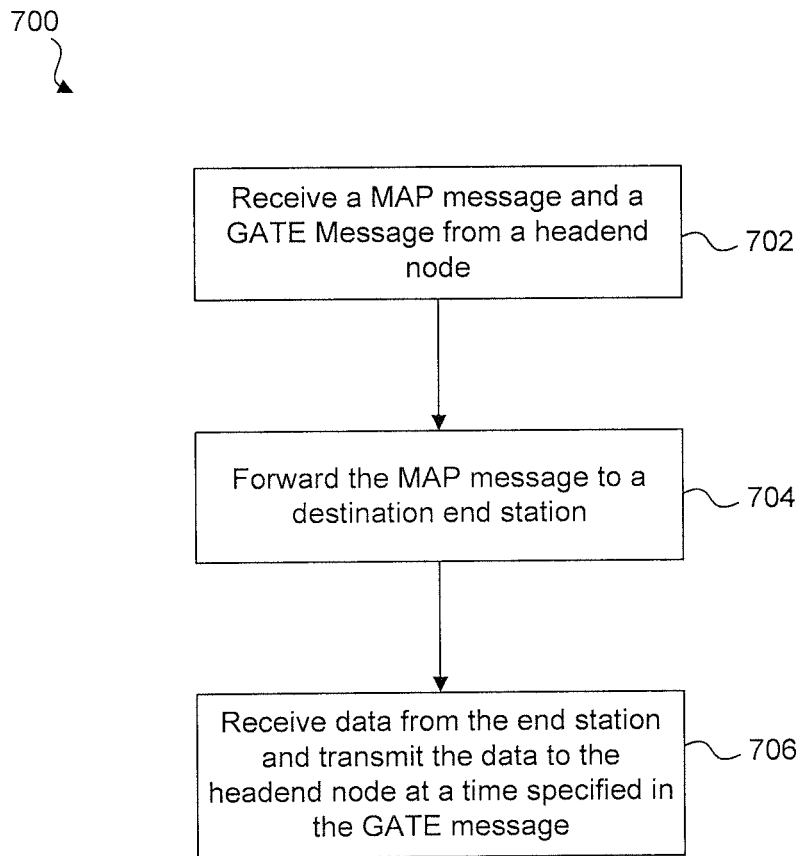 700
Receive a MAP message and a
GATE Message from a headend
node
702
Forward the MAP message to a
destination end station
704
Receive data from the end station
and transmit the data to the
headend node at a time specified in
the GATE message
706